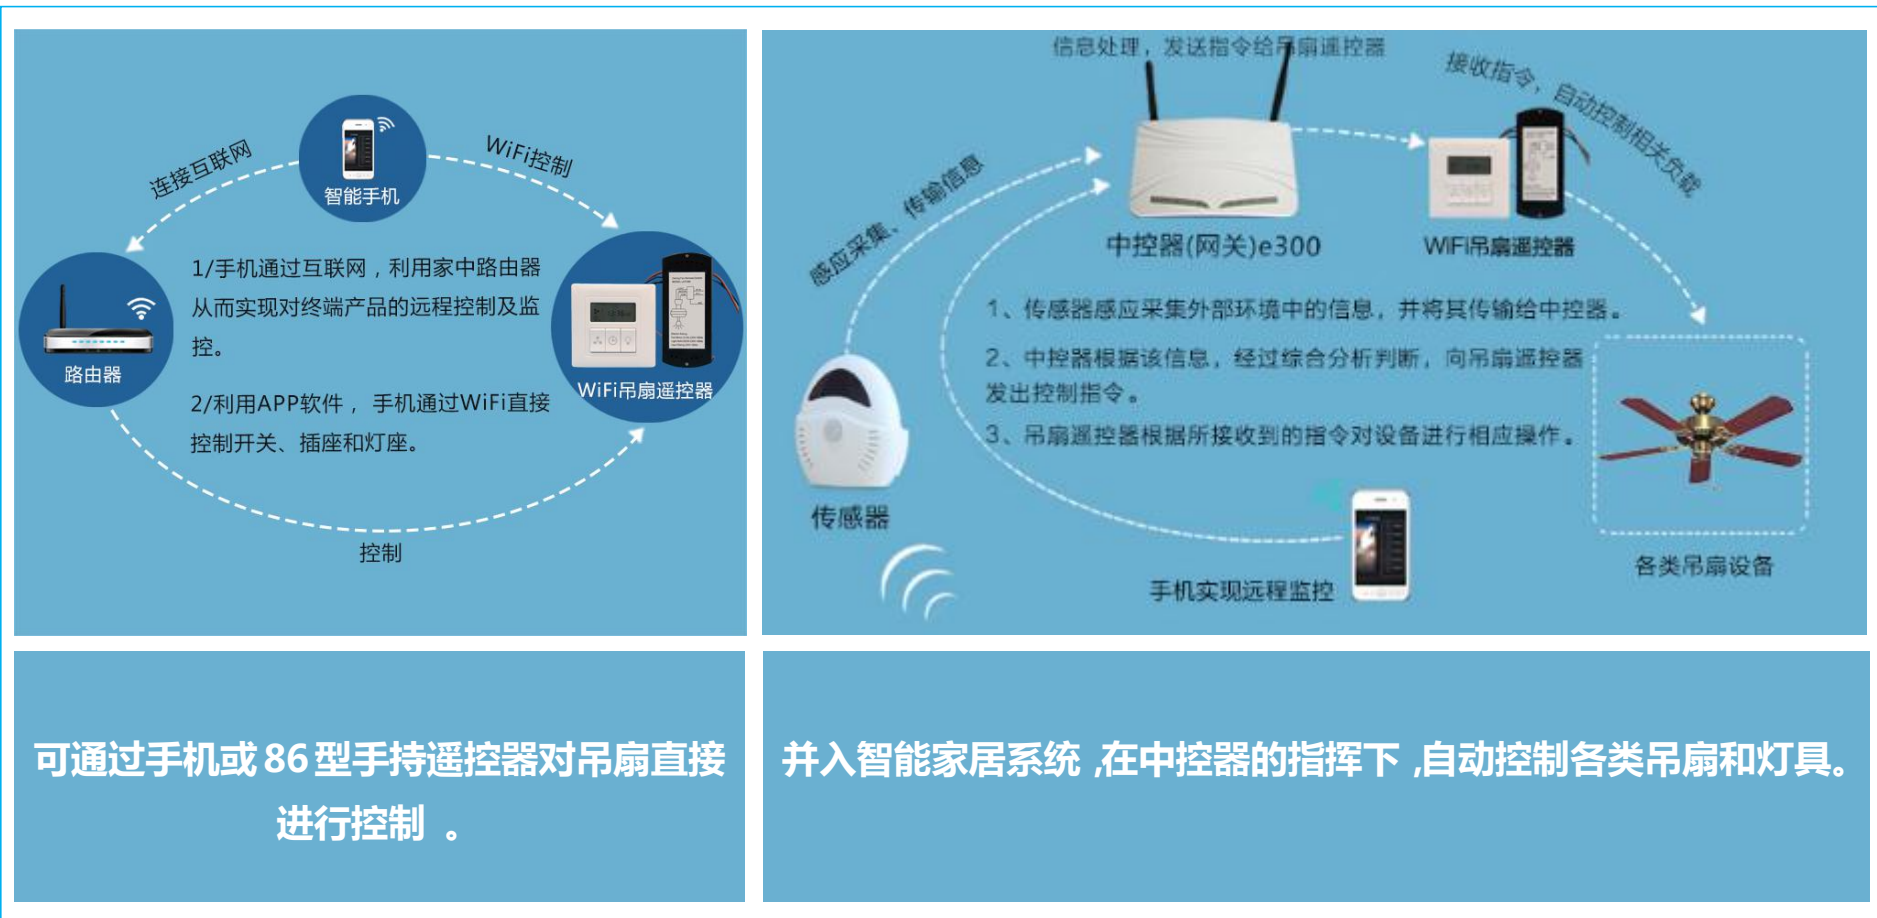 连接互联网
WiFi控制
智能手机
1/手机通过互联网，利用家中路由器
从而实现对终端产品的远程控制及监
控。
路由器
WiFi吊扇遥控器
2/利用APP软件，手机通过WiFi直接
控制开关、插座和灯座。
控制
信息处理，发送指令给吊扇遥控器
接收指令、自动控制相关负载
感应采集、传输信息
中控器(网关)e300
WiFi吊扇遥控器
1、传感器感应采集外部环境中的信息，并将其传输给中控器。
2、中控器根据该信息，经过综合分析判断，向吊扇遥控器
发出控制指令。
3、吊扇遥控器根据所接收到的指令对设备进行相应操作。
传感器
手机实现远程监控
各类吊扇设备
可通过手机或86型手持遥控器对吊扇直接
进行控制 。
并入智能家居系统 ,在中控器的指挥下 ,自动控制各类吊扇和灯具。